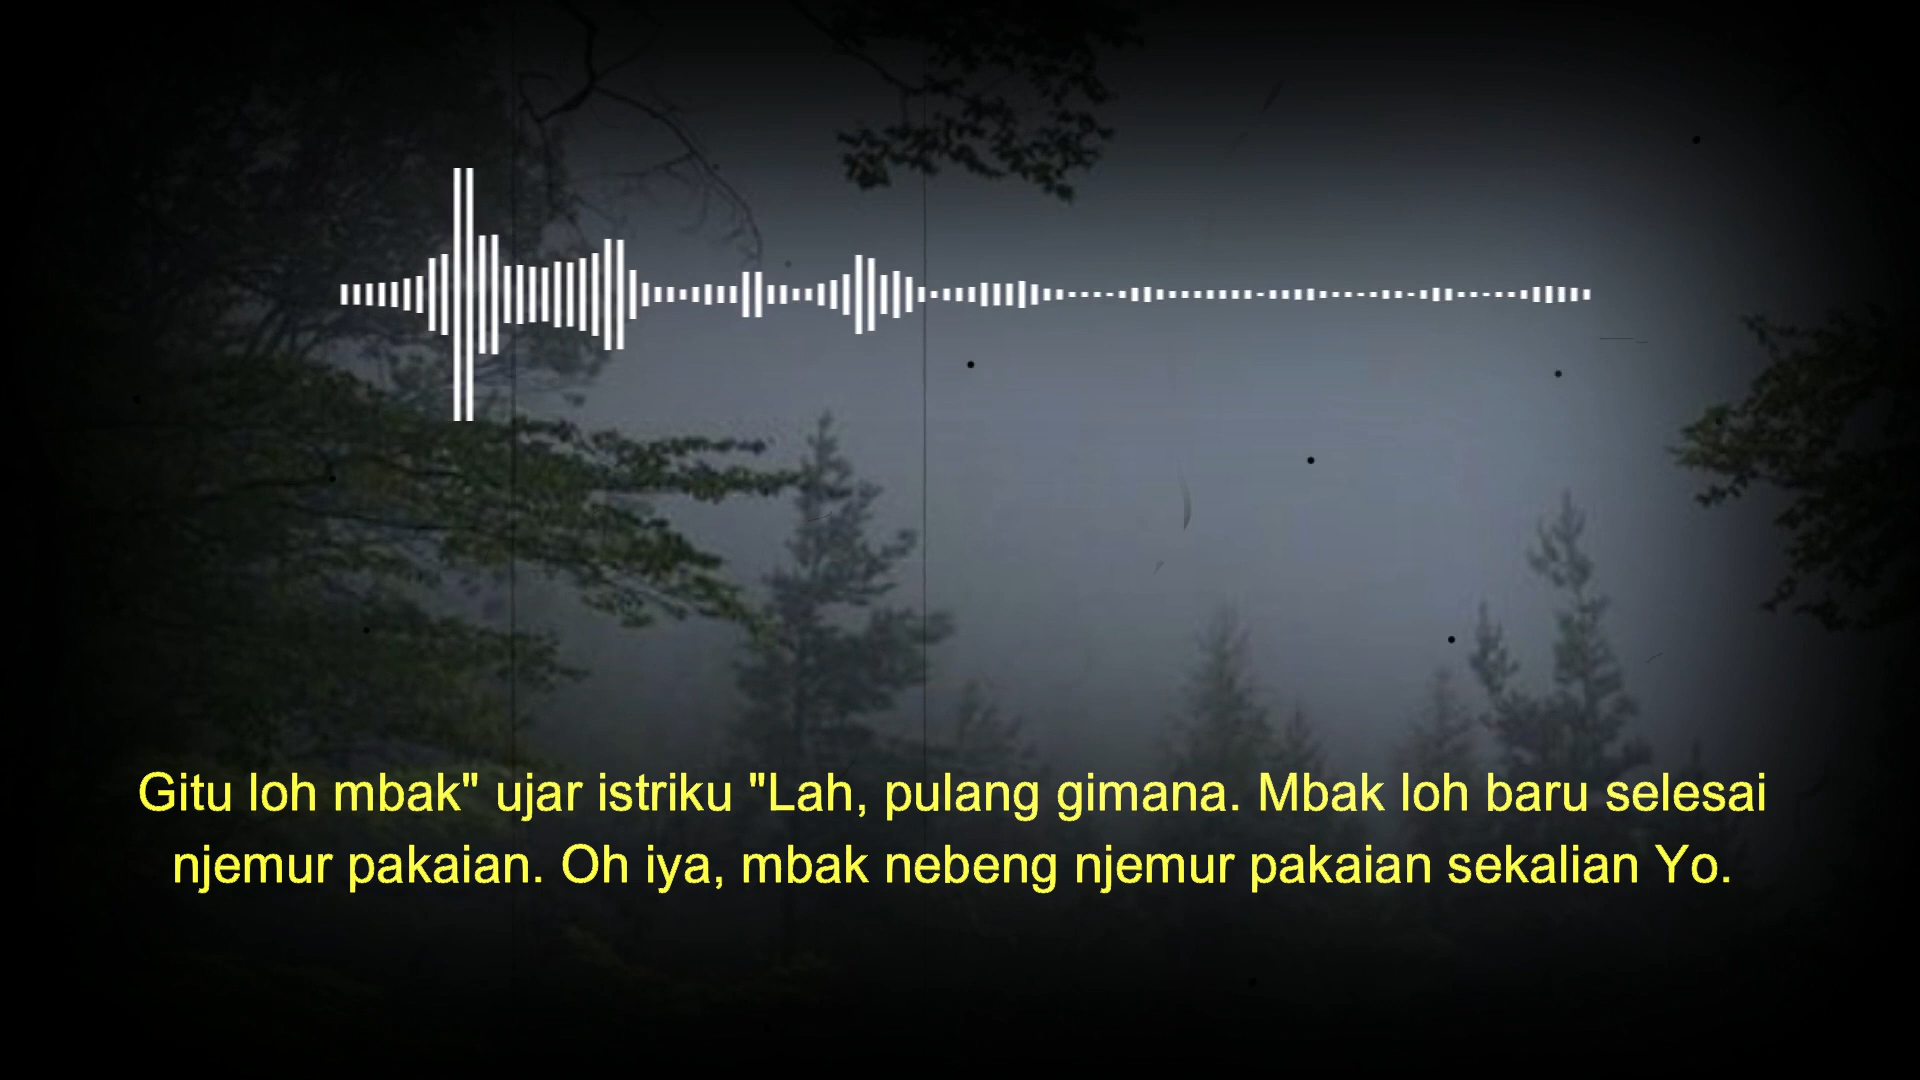 Gitu loh mbak" ujar istriku "Lah, pulang gimana. Mbak loh baru selesai
njemur pakaian. Oh iya, mbak nebeng njemur pakaian sekalian Yo.